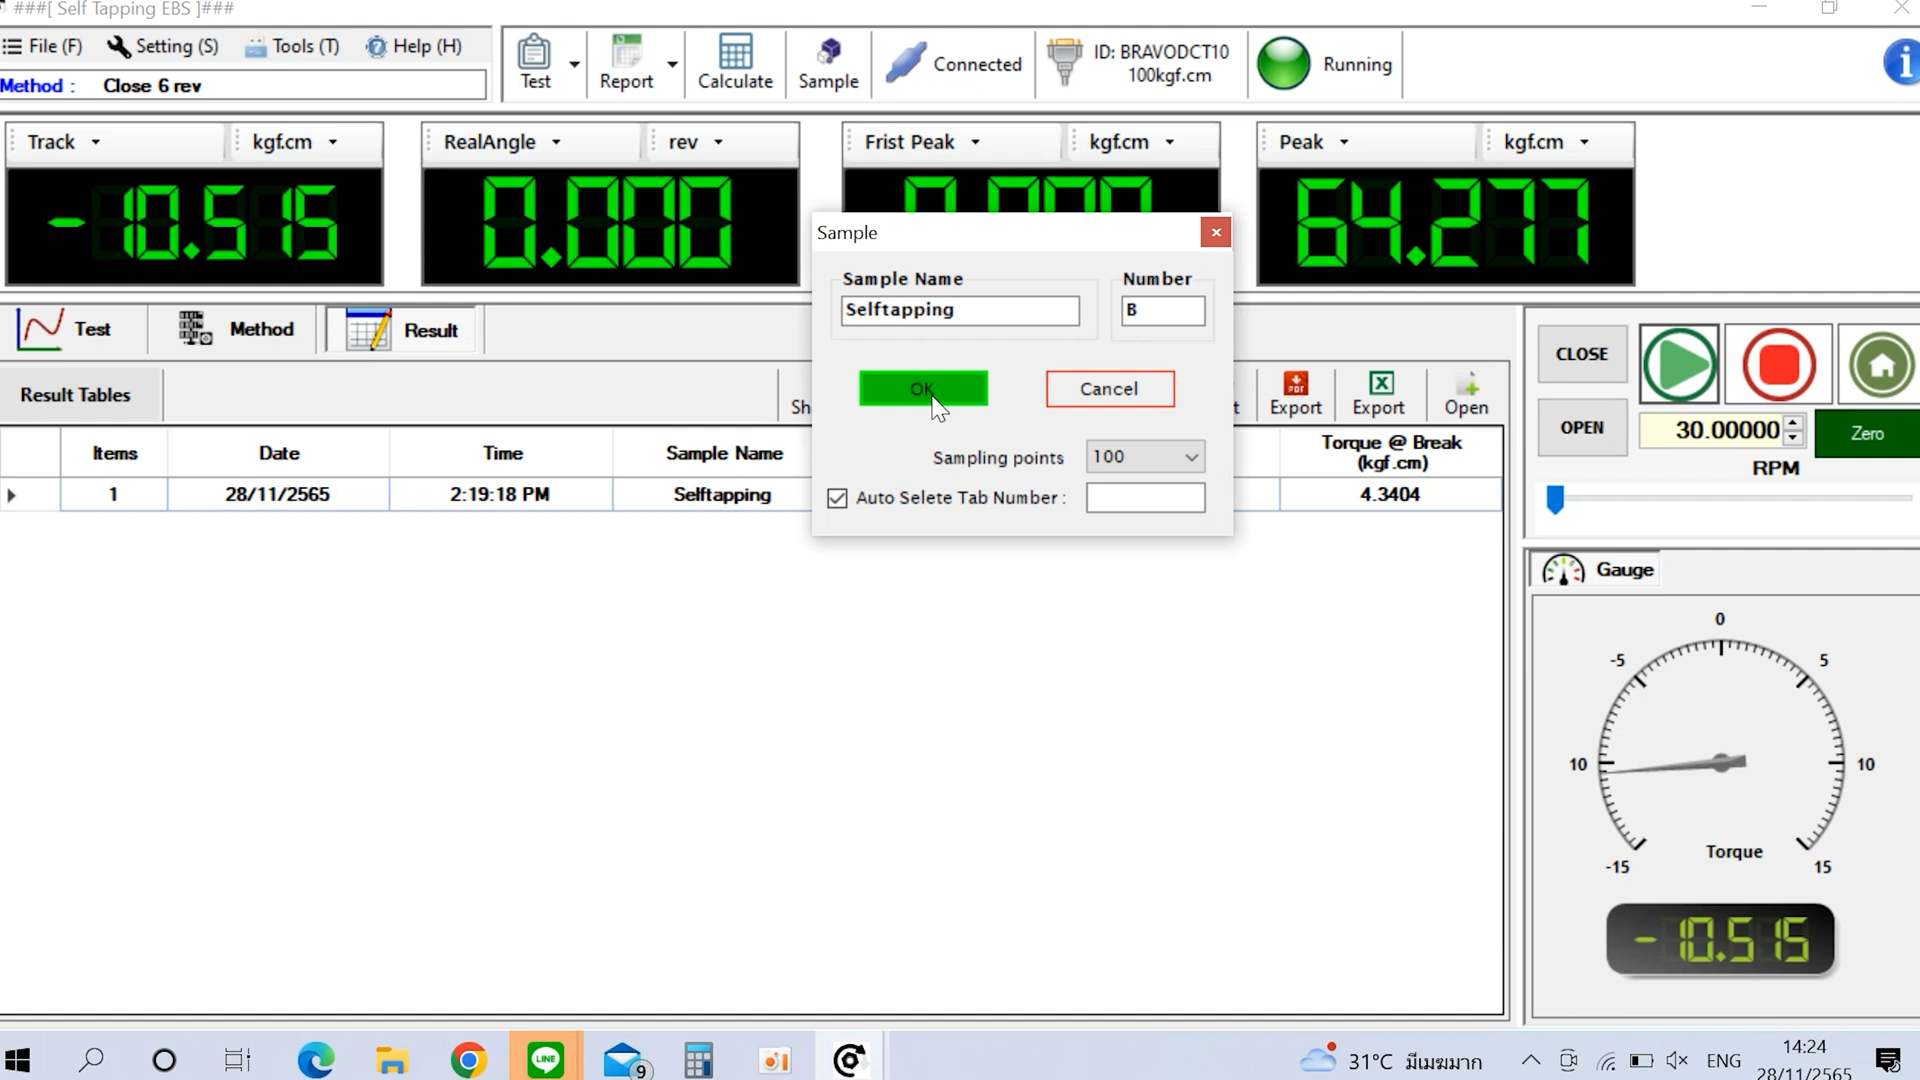 ###[ Self Tapping EBS ]###
File (F) Setting (S) Tools (T) Help (H)
Method : Close 6 rev
Test Report Calculate Sample Connected
ID: BRAVODCT10
100kgf.cm
Running
Track kgf.cm RealAngle rev Frist Peak kgf.cm Peak kgf.cm
-10.515 0.000 0.000 64.277
Sample
Sample Name Number
Selftapping B
OK Cancel
Sampling points 100
Auto Selete Tab Number :
Test Method Result
Result Tables
Export Export Open
Items Date Time Sample Name
Torque @ Break
(kgf.cm)
1 28/11/2565 2:19:18 PM Selftapping 4.3404
CLOSE
OPEN 30.00000 Zero
RPM
Gauge
0
-5 5
10 10
-15 15
Torque
-10.515
LINE 9 31°C มีเมฆมาก ENG 14:24
28/11/2565